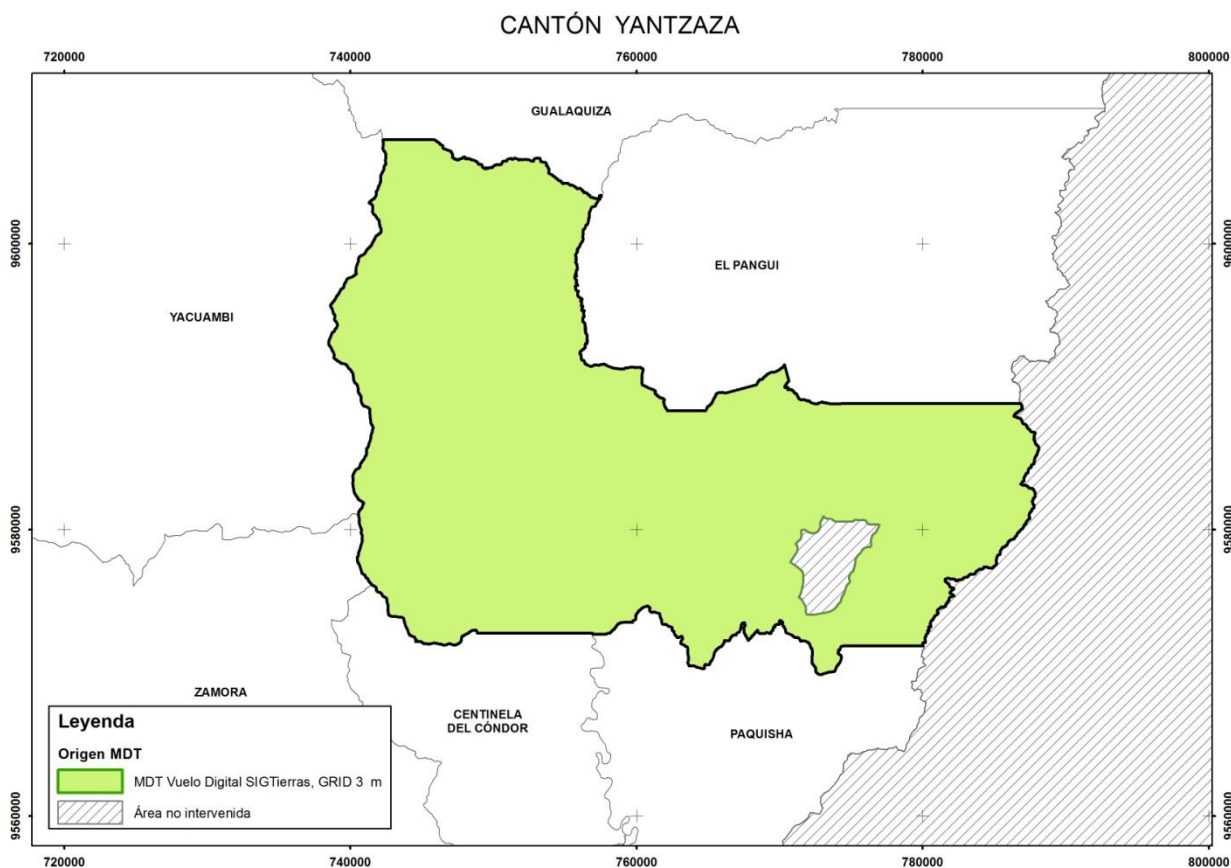 CANTÓN YANTZAZA
720000 740000 760000 780000 800000
GUALAQUIZA
9600000 9600000
EL PANGUI
YACUAMBI
9580000 9580000
ZAMORA
CENTINELA
DEL CÓNDOR
PAQUISHA
Leyenda
Origen MDT
MDT Vuelo Digital SIGTierras, GRID 3 m
Área no intervenida
9560000 9560000
720000 740000 760000 780000 800000